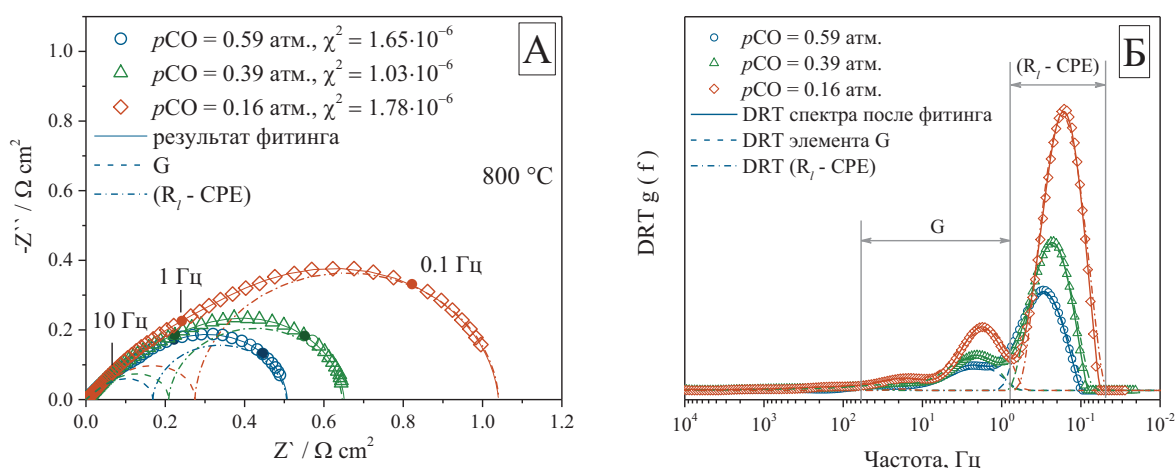 А
pCO = 0.59 атм., χ² = 1.65·10⁻⁶
pCO = 0.39 атм., χ² = 1.03·10⁻⁶
pCO = 0.16 атм., χ² = 1.78·10⁻⁶
результат фитинга
G
(Rₗ - CPE)
800 °C
10 Гц
1 Гц
0.1 Гц
-Z`` / Ω cm²
1.0
0.8
0.6
0.4
0.2
0.0
0.0 0.2 0.4 0.6 0.8 1.0 1.2
Z` / Ω cm²
Б
pCO = 0.59 атм.
pCO = 0.39 атм.
pCO = 0.16 атм.
DRT спектра после фитинга
DRT элемента G
DRT (Rₗ - CPE)
(Rₗ - CPE)
G
DRT g ( f )
10⁴ 10³ 10² 10¹ 10⁰ 10⁻¹ 10⁻²
Частота, Гц